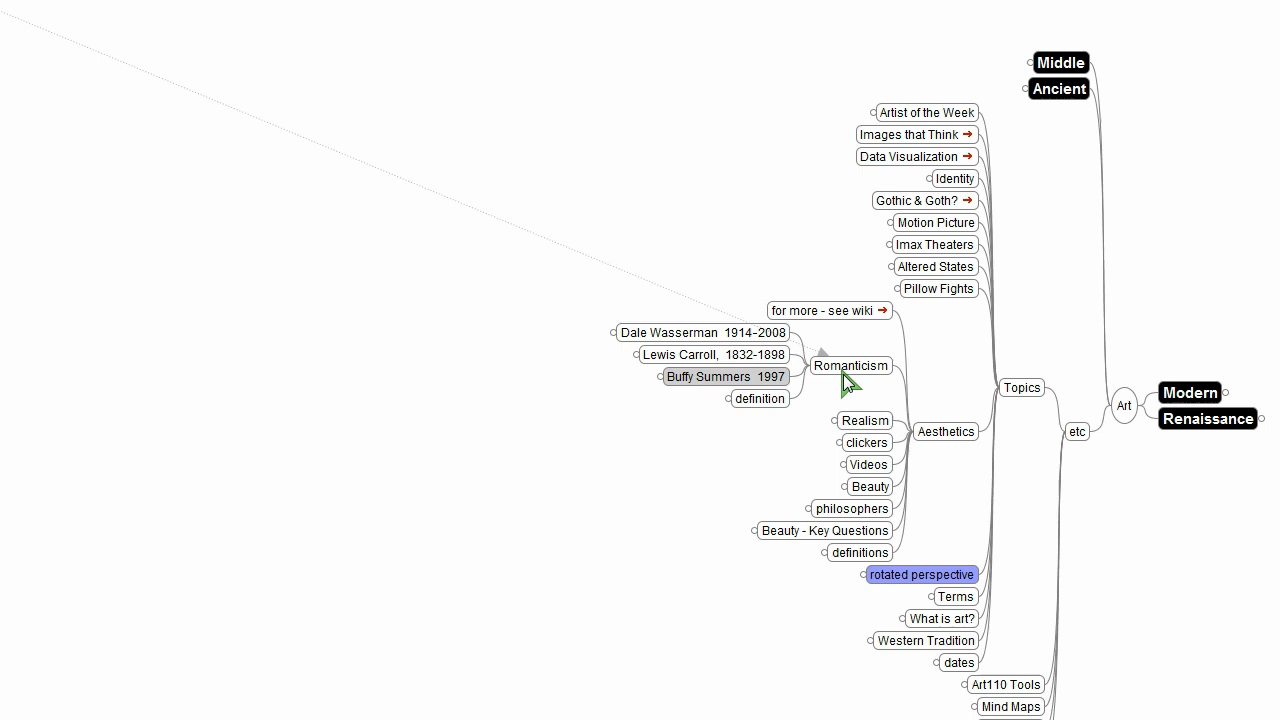 Middle
Ancient
Artist of the Week
Images that Think
Data Visualization
Identity
Gothic & Goth?
Motion Picture
Imax Theaters
Altered States
Pillow Fights
for more - see wiki
Dale Wasserman  1914-2008
Lewis Carroll,  1832-1898
Buffy Summers  1997
definition
Romanticism
Realism
clickers
Videos
Beauty
philosophers
Beauty - Key Questions
definitions
Aesthetics
rotated perspective
Terms
What is art?
Western Tradition
dates
Topics
Art110 Tools
Mind Maps
etc
Art
Modern
Renaissance